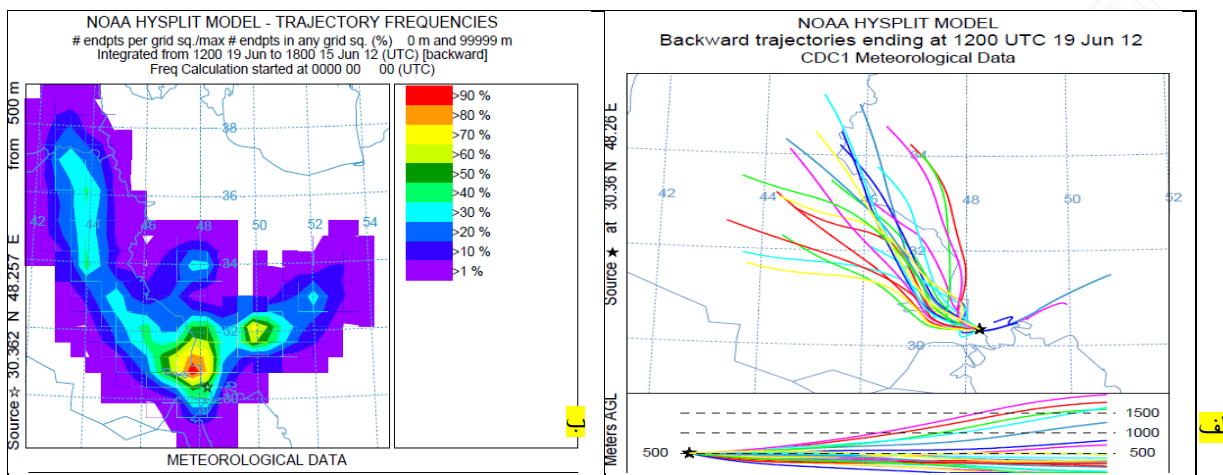 NOAA HYSPLIT MODEL - TRAJECTORY FREQUENCIES
# endpts per grid sq./max # endpts in any grid sq. (%) 0 m and 99999 m
Integrated from 1200 19 Jun to 1800 15 Jun 12 (UTC) [backward]
Freq Calculation started at 0000 00 00 (UTC)
Source ☆ 30.362 N 48.257 E from 500 m
38
36
42 44 46 48 50 52 54
34
32
30
>90 %
>80 %
>70 %
>60 %
>50 %
>40 %
>30 %
>20 %
>10 %
>1 %
METEOROLOGICAL DATA
NOAA HYSPLIT MODEL
Backward trajectories ending at 1200 UTC 19 Jun 12
CDC1 Meteorological Data
Source ★ at 30.36 N 48.26 E
34
42 44 46 48 50 52
32
30
Meters AGL
500
1500
1000
500